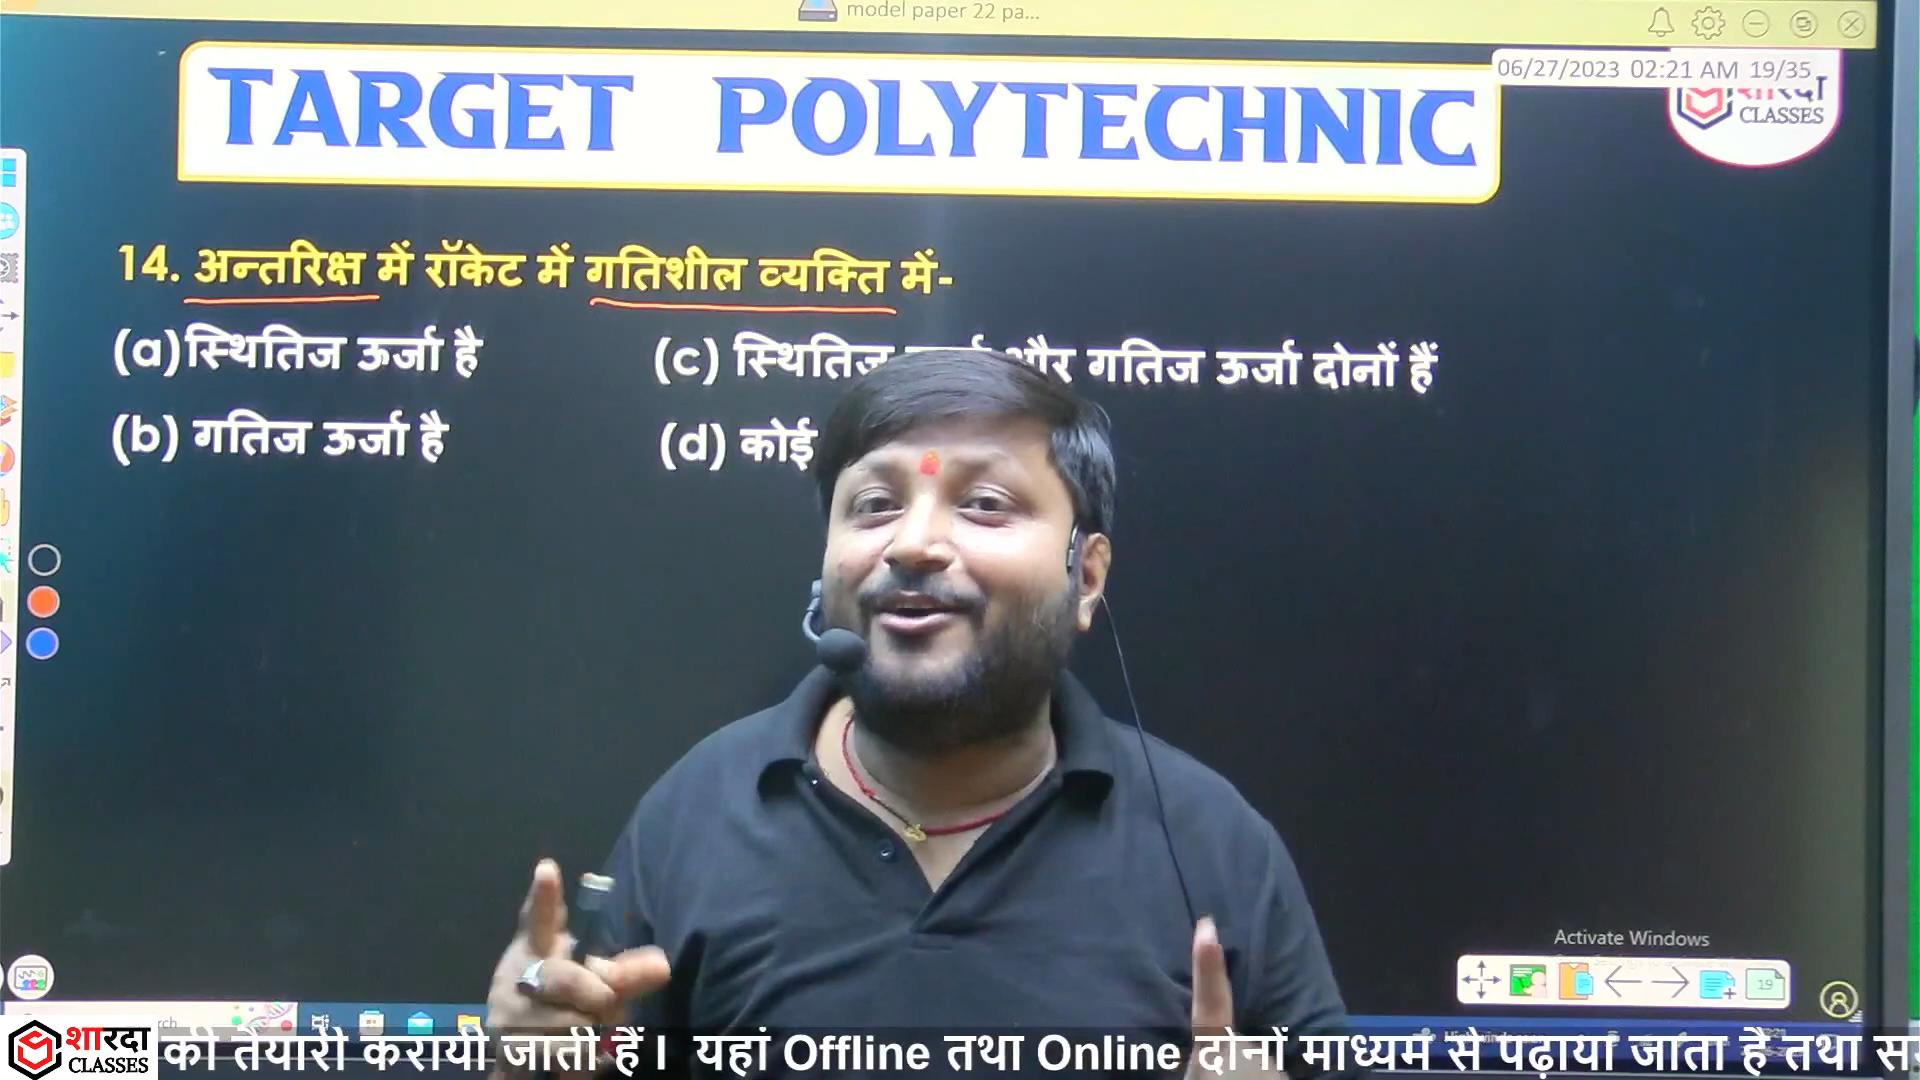 model paper 22 pa...
06/27/2023 02:21 AM 19/35
TARGET POLYTECHNIC
CLASSES
14. अन्तरिक्ष में रॉकेट में गतिशील व्यक्ति में-
(a)स्थितिज ऊर्जा है
(c) स्थितिज और गतिज ऊर्जा दोनों हैं
(b) गतिज ऊर्जा है
(d) कोई
Activate Windows
19
शारदा
CLASSES
की तैयारी करायी जाती हैं। यहां Offline तथा Online दोनों माध्यम से पढ़ाया जाता है तथा